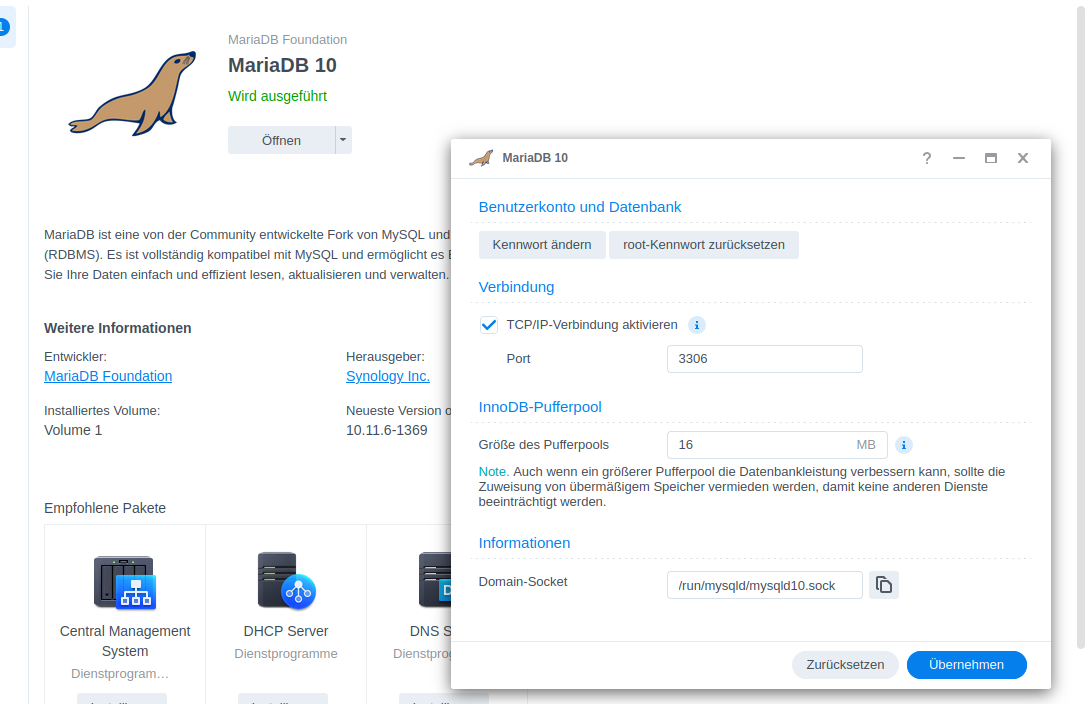 1
MariaDB Foundation
MariaDB 10
Wird ausgeführt
Öffnen
MariaDB ist eine von der Community entwickelte Fork von MySQL und
(RDBMS). Es ist vollständig kompatibel mit MySQL und ermöglicht es
Sie Ihre Daten einfach und effizient lesen, aktualisieren und verwalten.
Weitere Informationen
Entwickler:
MariaDB Foundation
Herausgeber:
Synology Inc.
Installiertes Volume:
Volume 1
Neueste Version
10.11.6-1369
Empfohlene Pakete
Central Management
System
Dienstprogram…
DHCP Server
Dienstprogramme
DNS
MariaDB 10
?
Benutzerkonto und Datenbank
Kennwort ändern
root-Kennwort zurücksetzen
Verbindung
TCP/IP-Verbindung aktivieren
Port
3306
InnoDB-Pufferpool
Größe des Pufferpools
16 MB
Note. Auch wenn ein größerer Pufferpool die Datenbankleistung verbessern kann, sollte die
Zuweisung von übermäßigem Speicher vermieden werden, damit keine anderen Dienste
beeinträchtigt werden.
Informationen
Domain-Socket
/run/mysqld/mysqld10.sock
Zurücksetzen
Übernehmen